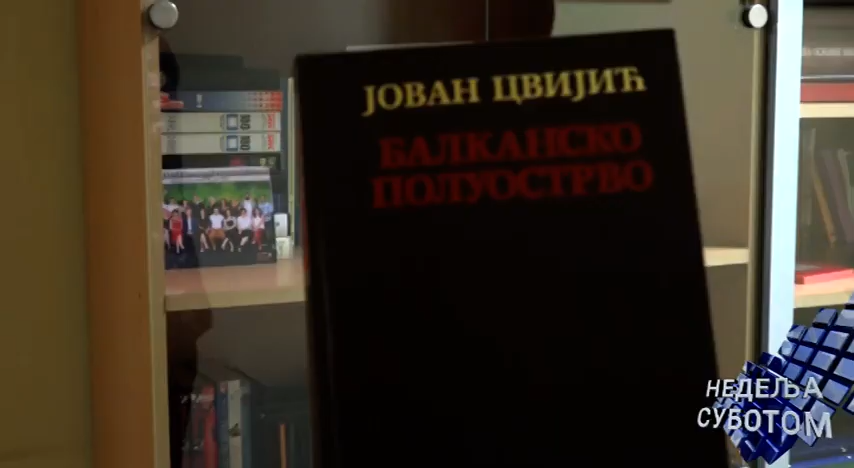 ЈОВАН ЦВИЈИЋ
БАЛКАНСКО
ПОЛУОСТРВО
НЕДЕЉА
СУБОТОМ